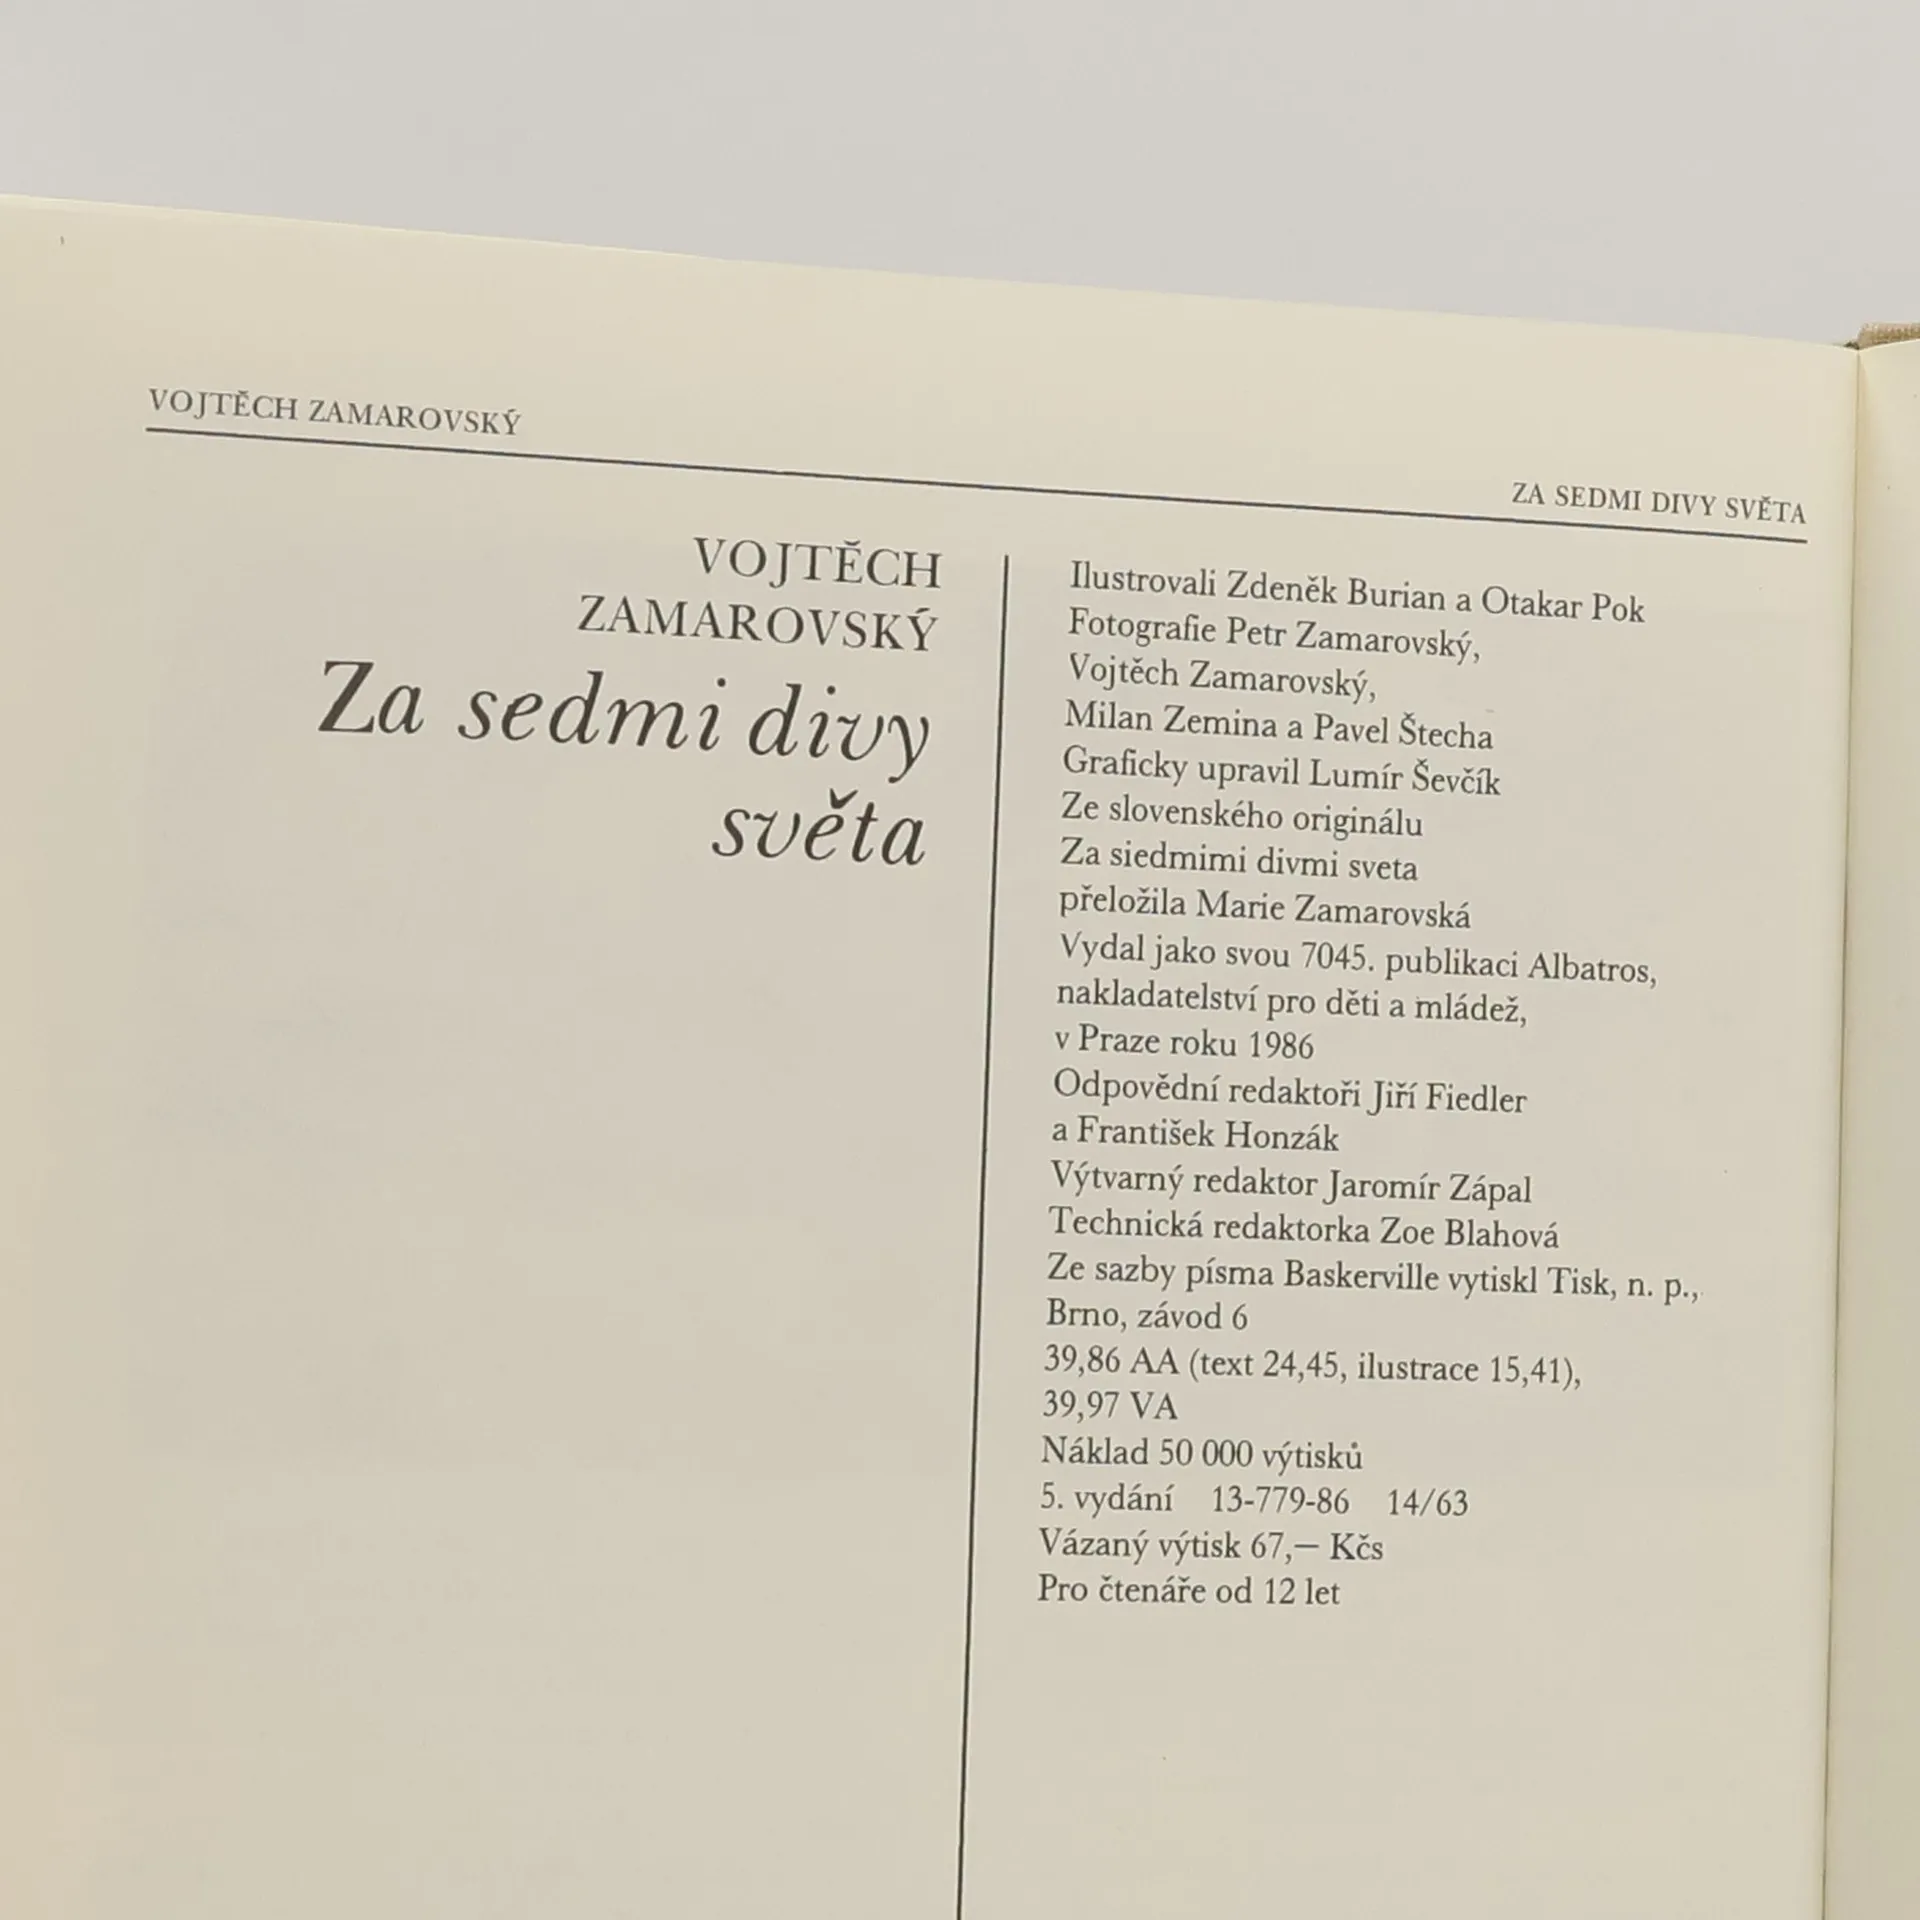 VOJTĚCH ZAMAROVSKÝ
ZA SEDMI DIVY SVĚTA
VOJTĚCH
ZAMAROVSKÝ
Za sedmi divy
světa
Ilustrovali Zdeněk Burian a Otakar Pok
Fotografie Petr Zamarovský,
Vojtěch Zamarovský,
Milan Zemina a Pavel Štecha
Graficky upravil Lumír Ševčík
Ze slovenského originálu
Za siedmimi divmi sveta
přeložila Marie Zamarovská
Vydal jako svou 7045. publikaci Albatros,
nakladatelství pro děti a mládež,
v Praze roku 1986
Odpovědní redaktoři Jiří Fiedler
a František Honzák
Výtvarný redaktor Jaromír Zápal
Technická redaktorka Zoe Blahová
Ze sazby písma Baskerville vytiskl Tisk, n. p.,
Brno, závod 6
39,86 AA (text 24,45, ilustrace 15,41),
39,97 VA
Náklad 50 000 výtisků
5. vydání 13-779-86 14/63
Vázaný výtisk 67,— Kčs
Pro čtenáře od 12 let